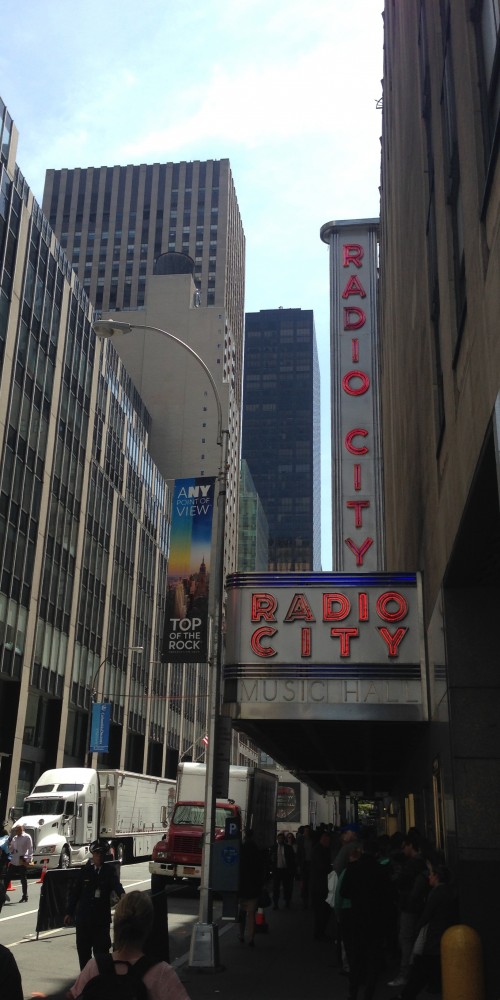 RADIO CITY
ANY
POINT OF
VIEW
TOP
OF THE
ROCK
RADIO
CITY
MUSIC HALL
P